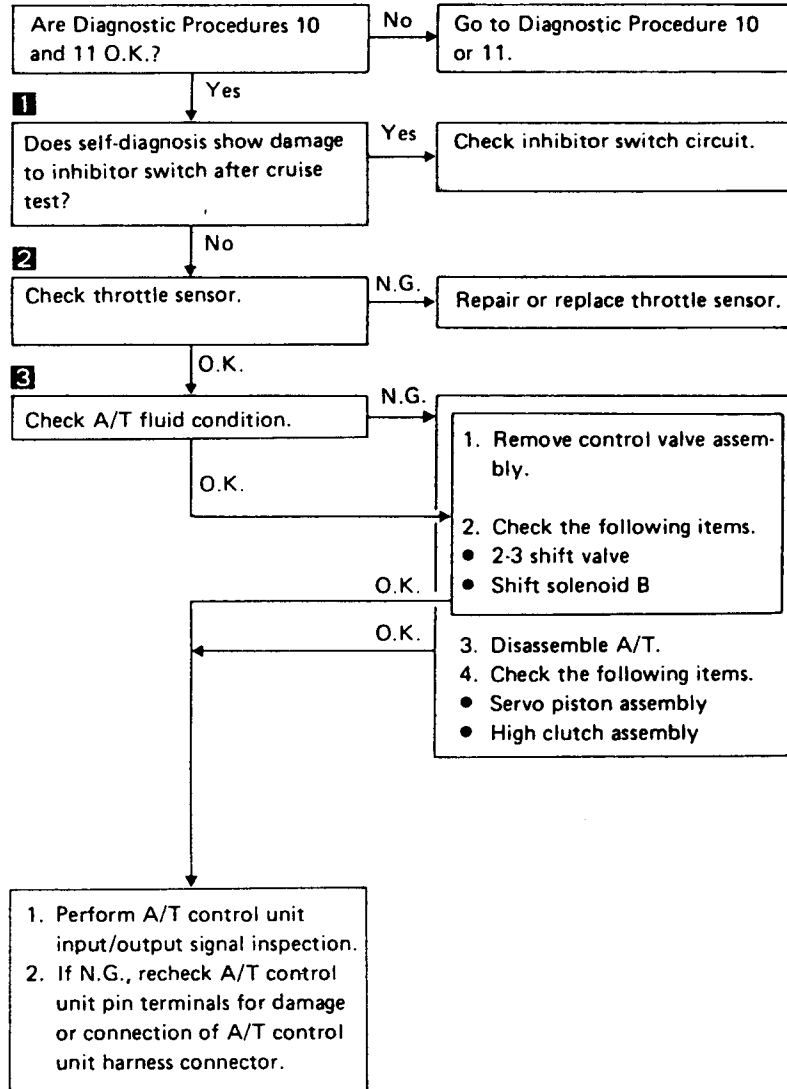 Are Diagnostic Procedures 10
and 11 O.K.?
No
Go to Diagnostic Procedure 10
or 11.
Yes
1
Does self-diagnosis show damage
to inhibitor switch after cruise
test?
Yes
Check inhibitor switch circuit.
No
2
Check throttle sensor.
N.G.
Repair or replace throttle sensor.
O.K.
3
Check A/T fluid condition.
N.G.
O.K.
1. Remove control valve assem-
bly.
2. Check the following items.
● 2-3 shift valve
● Shift solenoid B
O.K.
O.K.
3. Disassemble A/T.
4. Check the following items.
● Servo piston assembly
● High clutch assembly
1. Perform A/T control unit
input/output signal inspection.
2. If N.G., recheck A/T control
unit pin terminals for damage
or connection of A/T control
unit harness connector.